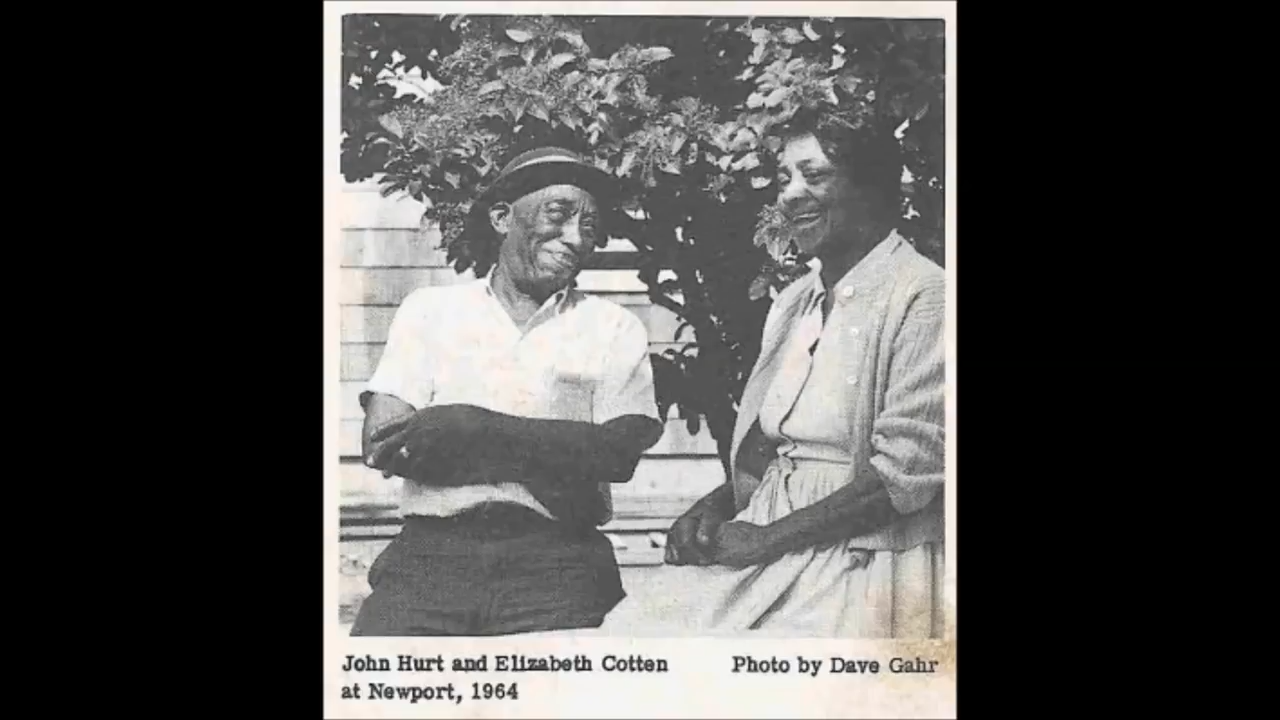 John Hurt and Elizabeth Cotten
at Newport, 1964
Photo by Dave Gahr